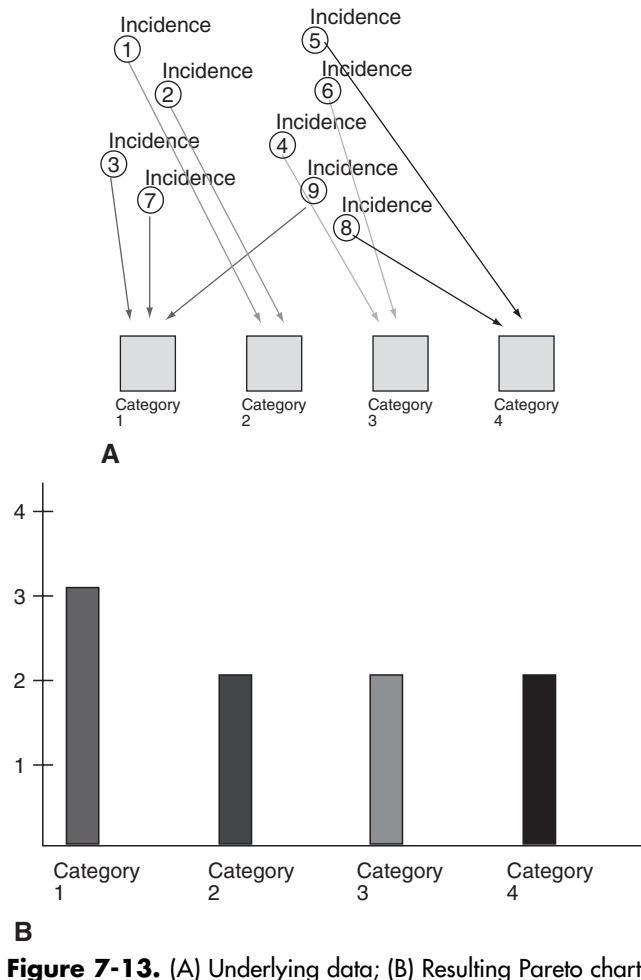 Incidence
1
Incidence
2
Incidence
3
Incidence
7
Incidence
5
Incidence
6
Incidence
4
Incidence
9
Incidence
8
Category
1
Category
2
Category
3
Category
4
A
4
3
2
1
Category
1
Category
2
Category
3
Category
4
B
Figure 7-13. (A) Underlying data; (B) Resulting Pareto chart